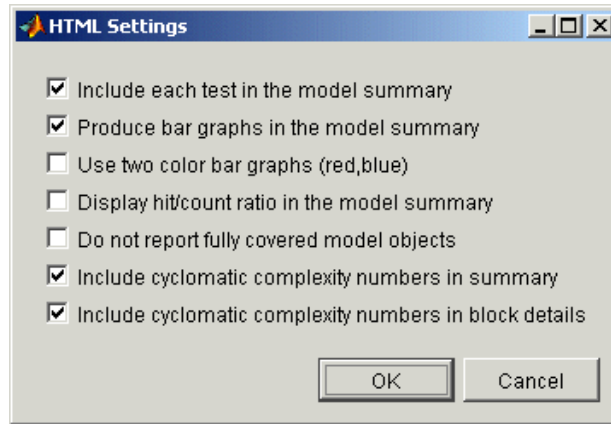 HTML Settings
Include each test in the model summary
Produce bar graphs in the model summary
Use two color bar graphs (red,blue)
Display hit/count ratio in the model summary
Do not report fully covered model objects
Include cyclomatic complexity numbers in summary
Include cyclomatic complexity numbers in block details
OK Cancel